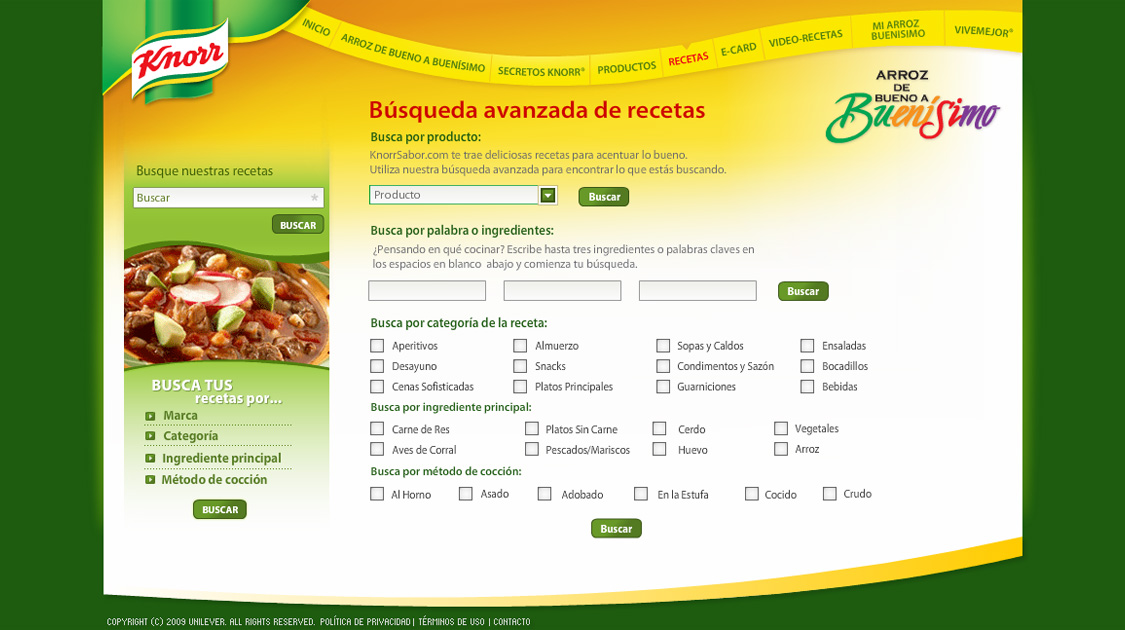 Knorr
INICIO
ARROZ DE BUENO A BUENÍSIMO
SECRETOS KNORR®
PRODUCTOS
RECETAS
E-CARD
VIDEO-RECETAS
MI ARROZ
BUENISIMO
VIVEMEJOR®
ARROZ
DE
BUENO A
BueníSimo
Busque nuestras recetas
Buscar
BUSCAR
BUSCA TUS
recetas por...
Marca
Categoría
Ingrediente principal
Método de cocción
BUSCAR
Búsqueda avanzada de recetas
Busca por producto:
KnorrSabor.com te trae deliciosas recetas para acentuar lo bueno.
Utiliza nuestra búsqueda avanzada para encontrar lo que estás buscando.
Producto
Buscar
Busca por palabra o ingredientes:
¿Pensando en qué cocinar? Escribe hasta tres ingredientes o palabras claves en
los espacios en blanco abajo y comienza tu búsqueda.
Buscar
Busca por categoría de la receta:
Aperitivos Almuerzo Sopas y Caldos Ensaladas
Desayuno Snacks Condimentos y Sazón Bocadillos
Cenas Sofisticadas Platos Principales Guarniciones Bebidas
Busca por ingrediente principal:
Carne de Res Platos Sin Carne Cerdo Vegetales
Aves de Corral Pescados/Mariscos Huevo Arroz
Busca por método de cocción:
Al Horno Asado Adobado En la Estufa Cocido Crudo
Buscar
COPYRIGHT (C) 2009 UNILEVER. ALL RIGHTS RESERVED. POLÍTICA DE PRIVACIDAD | TÉRMINOS DE USO | CONTACTO